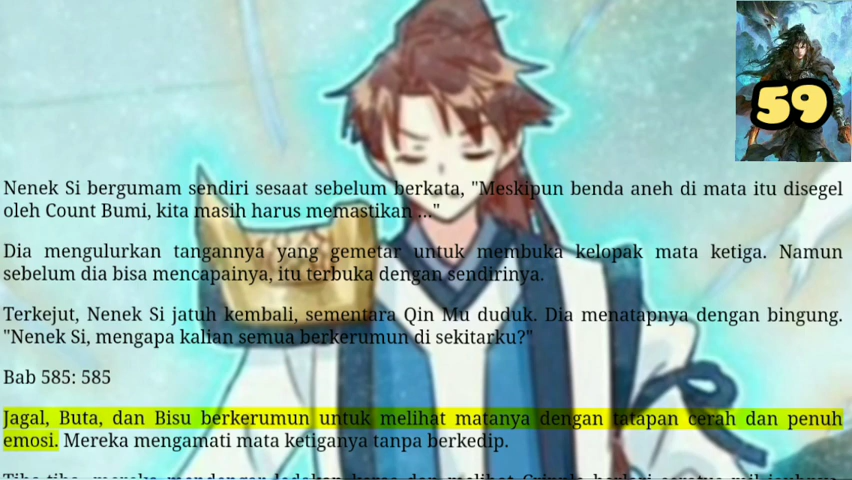 59
Nenek Si bergumam sendiri sesaat sebelum berkata, "Meskipun benda aneh di mata itu disegel
oleh Count Bumi, kita masih harus memastikan ..."
Dia mengulurkan tangannya yang gemetar untuk membuka kelopak mata ketiga. Namun
sebelum dia bisa mencapainya, itu terbuka dengan sendirinya.
Terkejut, Nenek Si jatuh kembali, sementara Qin Mu duduk. Dia menatapnya dengan bingung.
"Nenek Si, mengapa kalian semua berkerumun di sekitarku?"
Bab 585: 585
Jagal, Buta, dan Bisu berkerumun untuk melihat matanya dengan tatapan cerah dan penuh
emosi. Mereka mengamati mata ketiganya tanpa berkedip.